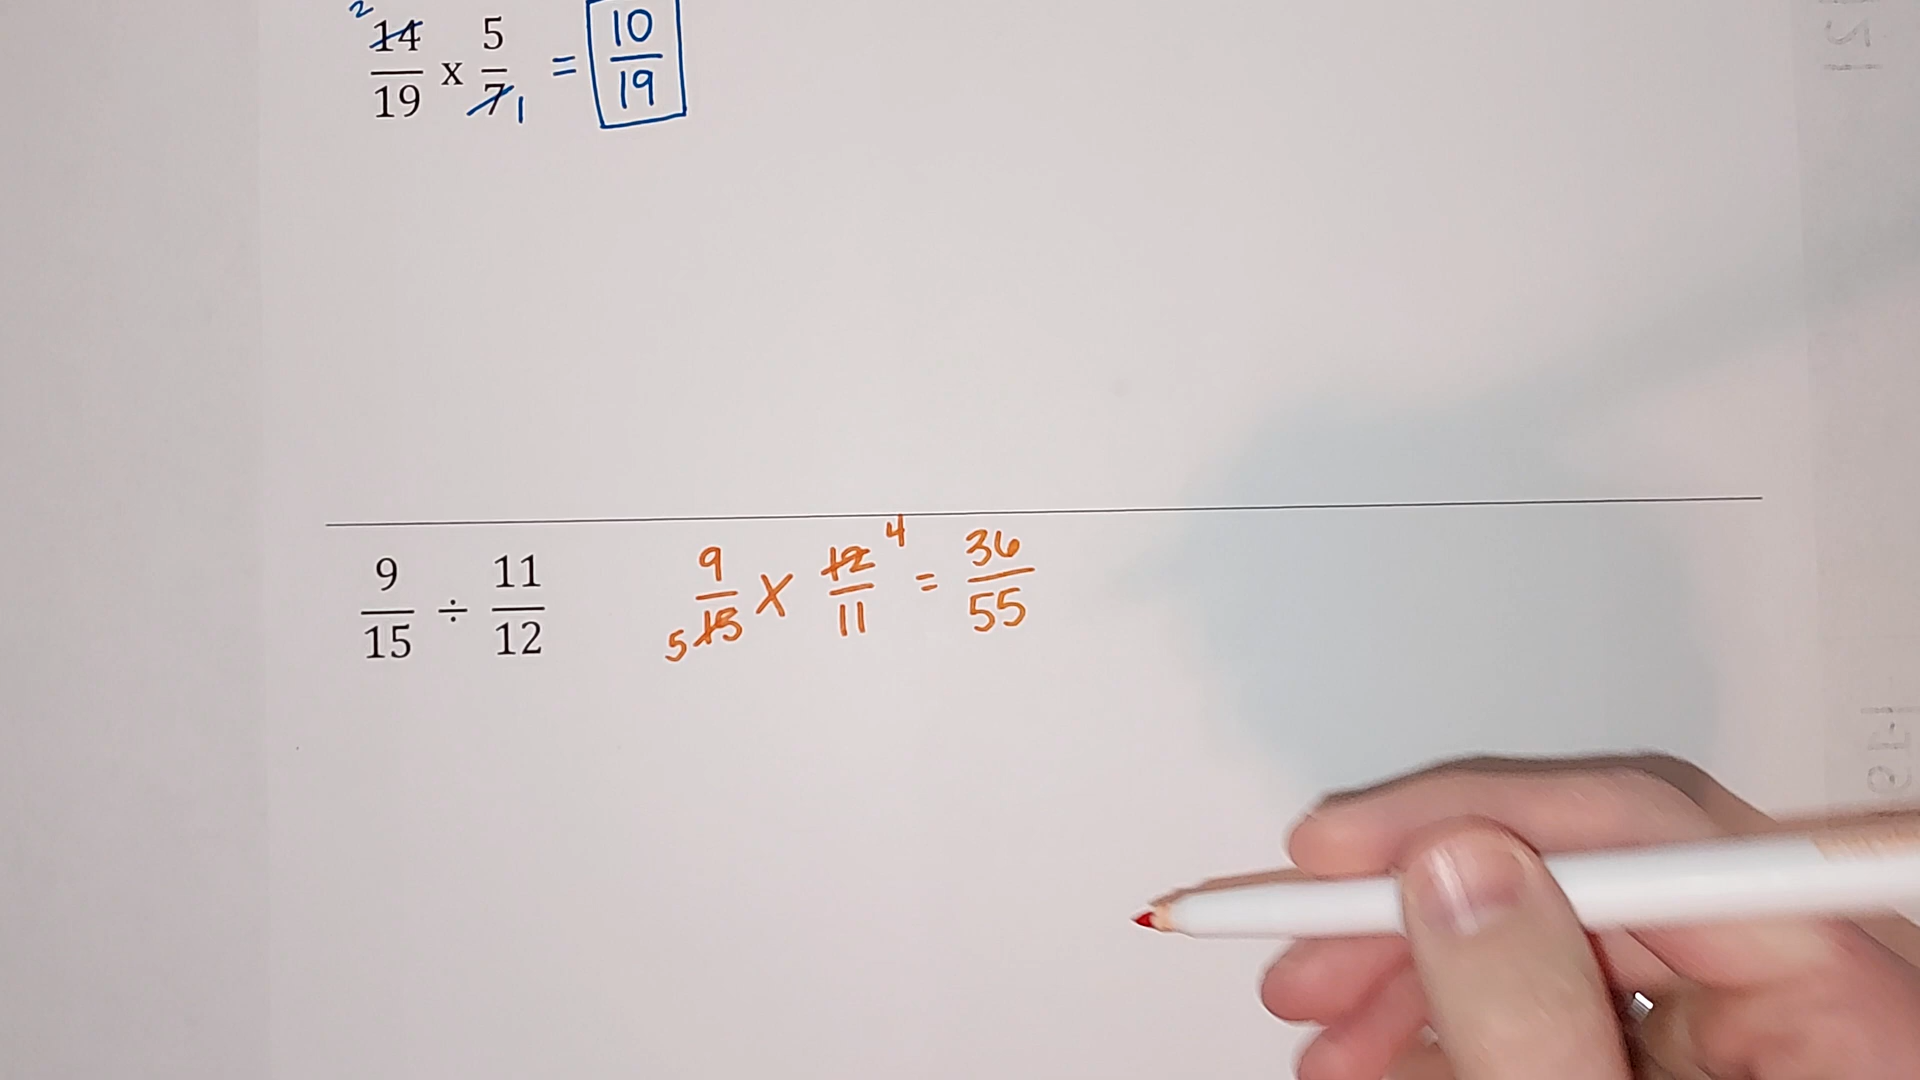 2
14/19 x 5/7 1 = 10/19
9/15 ÷ 11/12
5 9/15 x 12/11 4 = 36/55